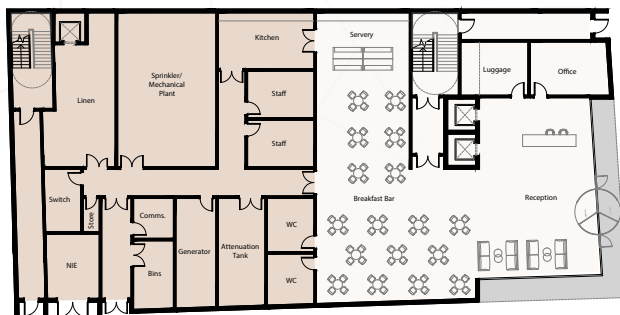 Kitchen
Servery
Linen
Sprinkler/
Mechanical
Plant
Luggage
Office
Staff
Staff
Switch
Store
Comms.
Breakfast Bar
Reception
WC
Generator
Attenuation
Tank
NIE
Bins
WC